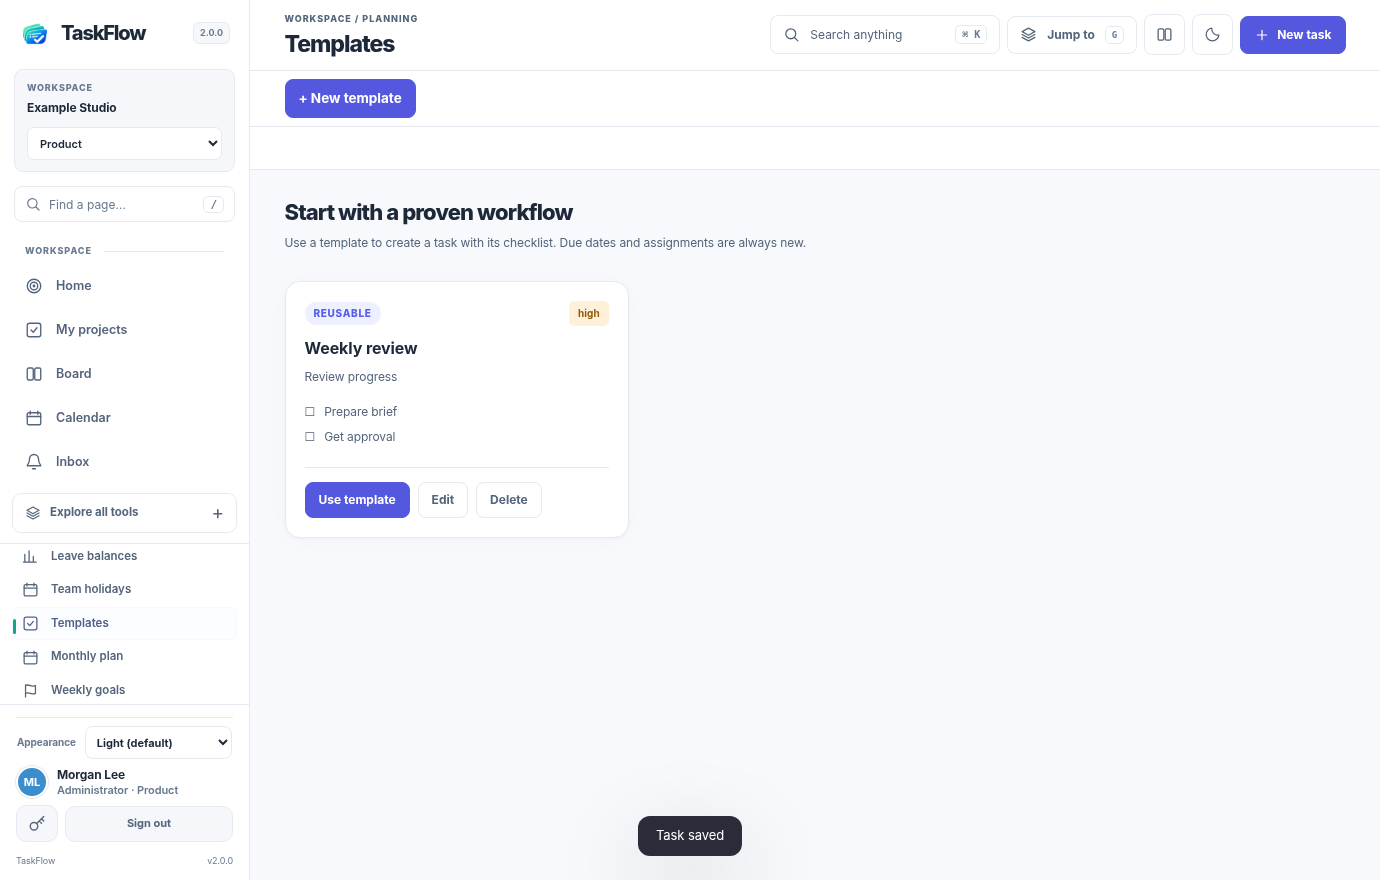 TaskFlow
2.0.0
WORKSPACE
Example Studio
Product
Find a page...
/
WORKSPACE
Home
My projects
Board
Calendar
Inbox
Explore all tools
+
Leave balances
Team holidays
Templates
Monthly plan
Weekly goals
Appearance
Light (default)
ML
Morgan Lee
Administrator · Product
Sign out
TaskFlow
v2.0.0
WORKSPACE / PLANNING
Templates
Search anything
⌘ K
Jump to
G
+ New task
+ New template
Start with a proven workflow
Use a template to create a task with its checklist. Due dates and assignments are always new.
REUSABLE
high
Weekly review
Review progress
☐ Prepare brief
☐ Get approval
Use template
Edit
Delete
Task saved